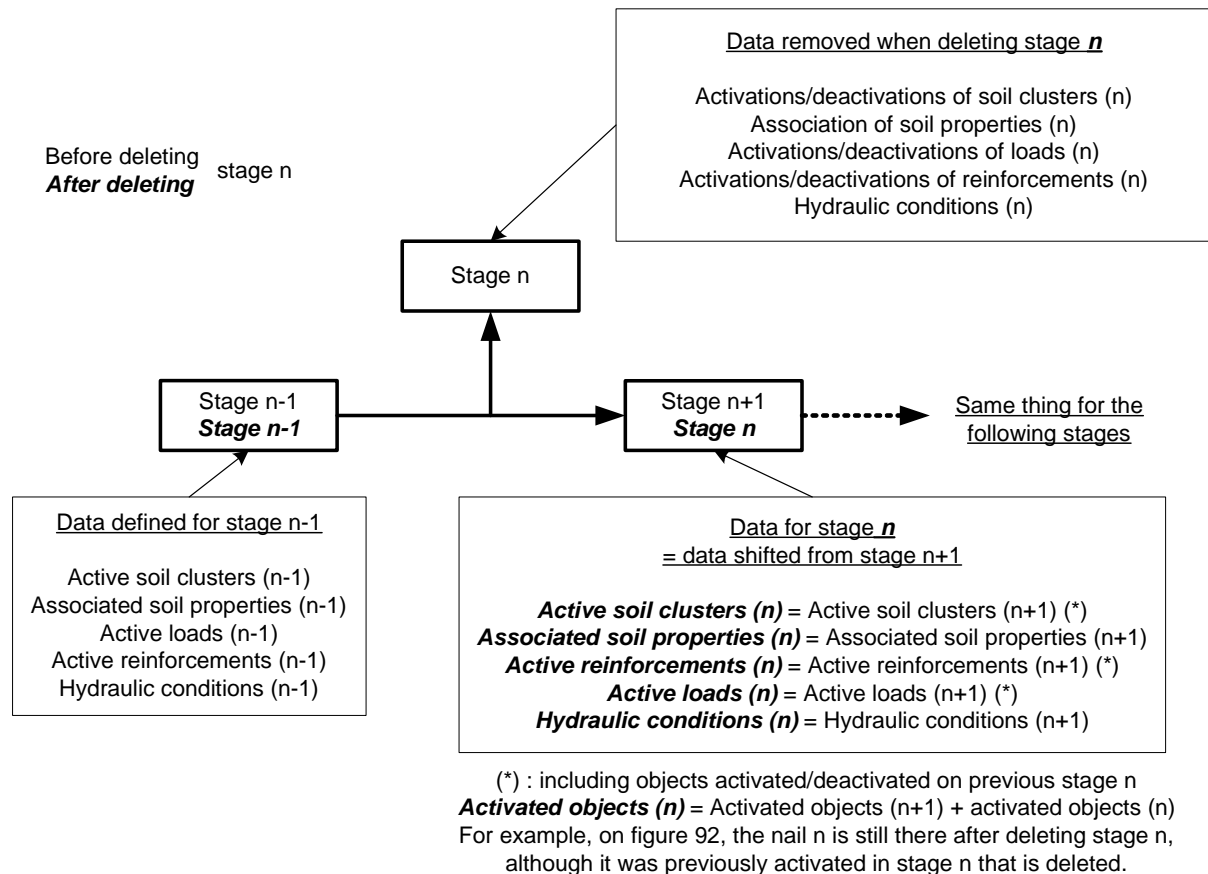 Data removed when deleting stage n
Activations/deactivations of soil clusters (n)
Association of soil properties (n)
Activations/deactivations of loads (n)
Activations/deactivations of reinforcements (n)
Hydraulic conditions (n)
Before deleting
After deleting
stage n
Stage n
Stage n-1
Stage n-1
Stage n+1
Stage n
Same thing for the
following stages
Data defined for stage n-1
Active soil clusters (n-1)
Associated soil properties (n-1)
Active loads (n-1)
Active reinforcements (n-1)
Hydraulic conditions (n-1)
Data for stage n
= data shifted from stage n+1
Active soil clusters (n) = Active soil clusters (n+1) (*)
Associated soil properties (n) = Associated soil properties (n+1)
Active reinforcements (n) = Active reinforcements (n+1) (*)
Active loads (n) = Active loads (n+1) (*)
Hydraulic conditions (n) = Hydraulic conditions (n+1)
(*) : including objects activated/deactivated on previous stage n
Activated objects (n) = Activated objects (n+1) + activated objects (n)
For example, on figure 92, the nail n is still there after deleting stage n,
although it was previously activated in stage n that is deleted.